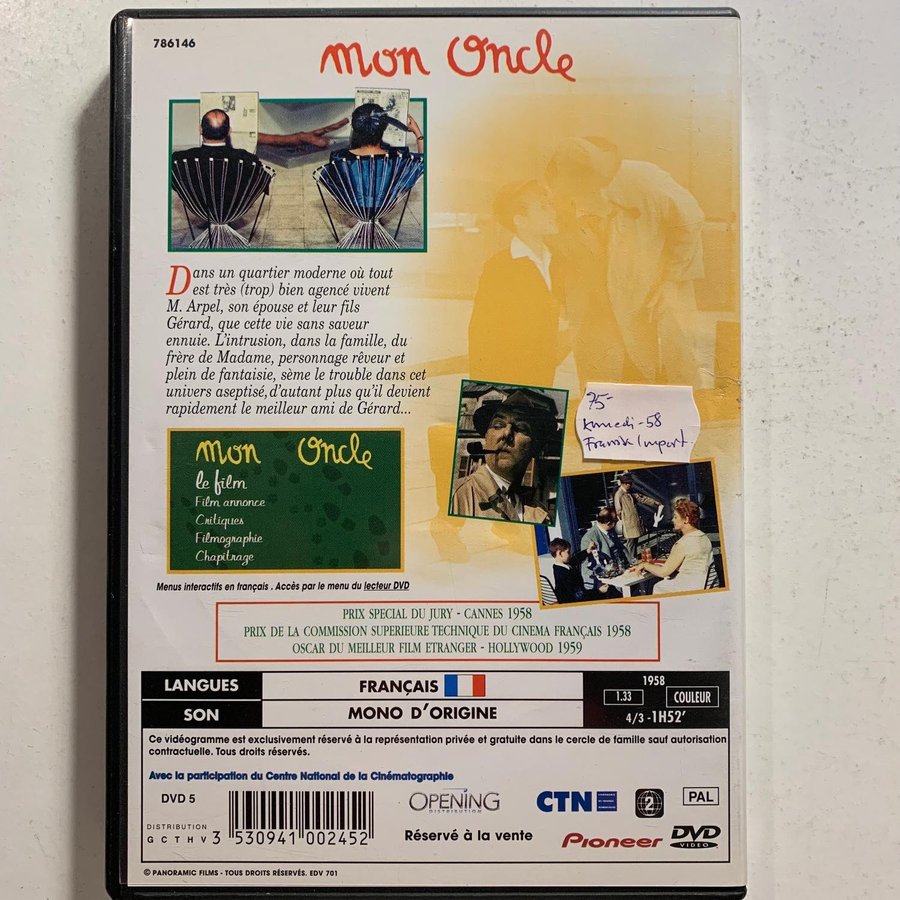 786146
Mon Oncle
Dans un quartier moderne où tout
est très (trop) bien agencé vivent
M. Arpel, son épouse et leur fils
Gérard, que cette vie sans saveur
ennuie. L'intrusion, dans la famille, du
frère de Madame, personnage rêveur et
plein de fantaisie, sème le trouble dans cet
univers aseptisé,d'autant plus qu'il devient
rapidement le meilleur ami de Gérard...
75-
Komedi -58
Fransk Import.
Mon Oncle
le film
Film annonce
Critiques
Filmographie
Chapitrage
Menus interactifs en français . Accès par le menu du lecteur DVD
PRIX SPECIAL DU JURY - CANNES 1958
PRIX DE LA COMMISSION SUPERIEURE TECHNIQUE DU CINEMA FRANÇAIS 1958
OSCAR DU MEILLEUR FILM ETRANGER - HOLLYWOOD 1959
LANGUES FRANÇAIS
SON MONO D'ORIGINE
1958
1.33 COULEUR
4/3 -1H52'
Ce vidéogramme est exclusivement réservé à la représentation privée et gratuite dans le cercle de famille sauf autorisation
contractuelle. Tous droits réservés.
Avec la participation du Centre National de la Cinématographie
DVD 5
DISTRIBUTION
G C T H V
3 530941 002452
OPENING
DISTRIBUTION
Réservé à la vente
CTN
2
PAL
Pioneer
DVD
VIDEO
© PANORAMIC FILMS - TOUS DROITS RÉSERVÉS. EDV 701